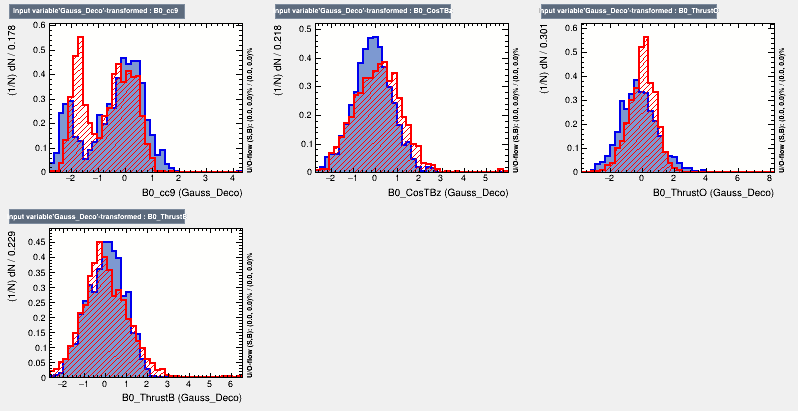 Input variable'Gauss_Deco'-transformed : B0_cc9
(1/N) dN / 0.178
0.6
0.5
0.4
0.3
0.2
0.1
0
−2 −1 0 1 2 3 4
B0_cc9 (Gauss_Deco)
U/O-flow (S,B): (0.0, 0.0)% / (0.0, 0.0)%
nput variable'Gauss_Deco'-transformed : B0_CosTBz
(1/N) dN / 0.218
0.5
0.4
0.3
0.2
0.1
0
−2 −1 0 1 2 3 4 5
B0_CosTBz (Gauss_Deco)
U/O-flow (S,B): (0.0, 0.0)% / (0.0, 0.0)%
nput variable'Gauss_Deco'-transformed : B0_ThrustO
(1/N) dN / 0.301
0.6
0.5
0.4
0.3
0.2
0.1
0
−2 0 2 4 6 8
B0_ThrustO (Gauss_Deco)
U/O-flow (S,B): (0.0, 0.0)% / (0.0, 0.0)%
nput variable'Gauss_Deco'-transformed : B0_ThrustB
(1/N) dN / 0.229
0.45
0.4
0.35
0.3
0.25
0.2
0.15
0.1
0.05
0
−2 −1 0 1 2 3 4 5 6
B0_ThrustB (Gauss_Deco)
U/O-flow (S,B): (0.0, 0.0)% / (0.0, 0.0)%